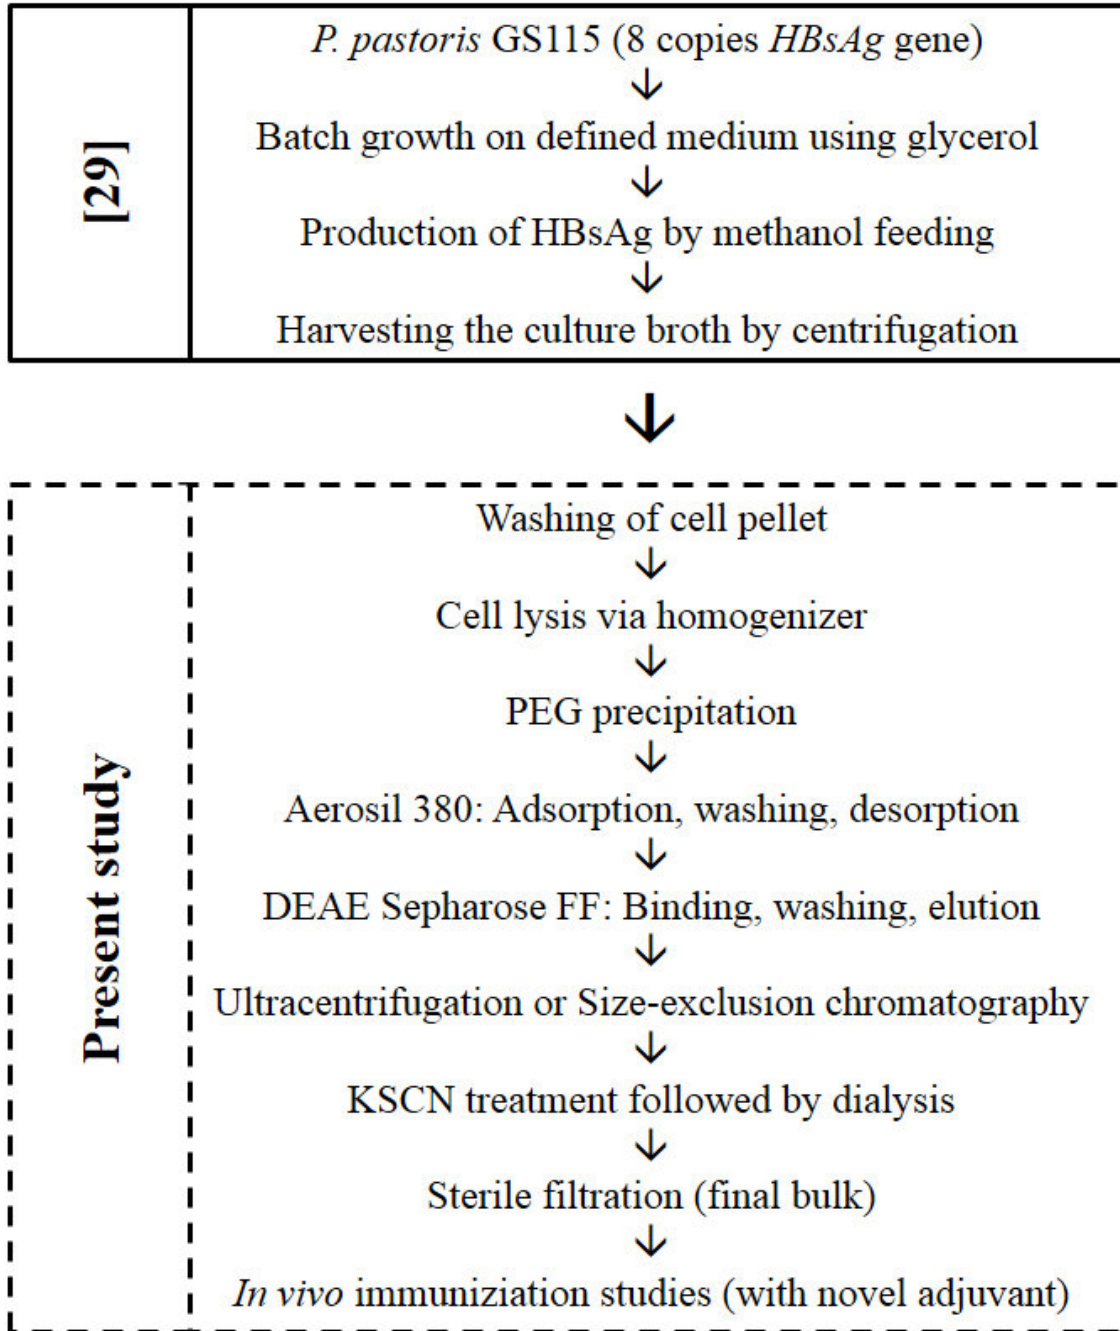 [29]
P. pastoris GS115 (8 copies HBsAg gene)
↓
Batch growth on defined medium using glycerol
↓
Production of HBsAg by methanol feeding
↓
Harvesting the culture broth by centrifugation
↓
Present study
Washing of cell pellet
↓
Cell lysis via homogenizer
↓
PEG precipitation
↓
Aerosil 380: Adsorption, washing, desorption
↓
DEAE Sepharose FF: Binding, washing, elution
↓
Ultracentrifugation or Size-exclusion chromatography
↓
KSCN treatment followed by dialysis
↓
Sterile filtration (final bulk)
↓
In vivo immuniziation studies (with novel adjuvant)